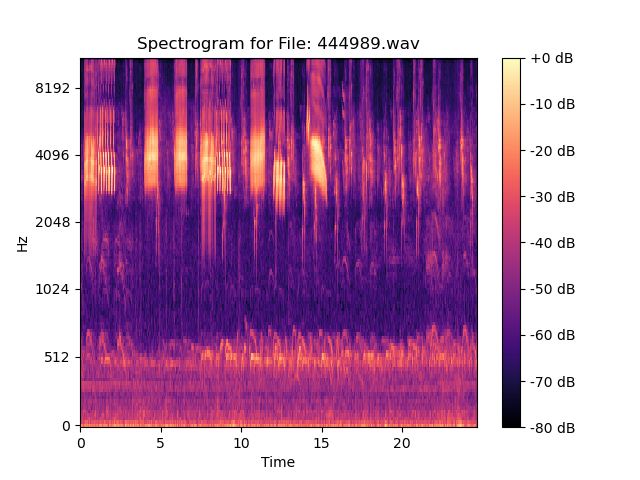 Spectrogram for File: 444989.wav
8192
4096
2048
1024
512
0
Hz
0 5 10 15 20
Time
+0 dB
-10 dB
-20 dB
-30 dB
-40 dB
-50 dB
-60 dB
-70 dB
-80 dB